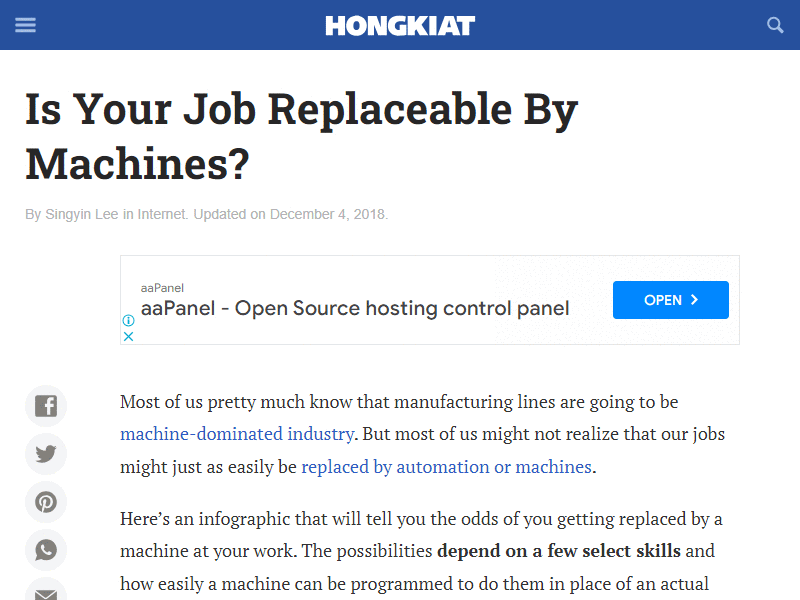 HONGKIAT
Is Your Job Replaceable By
Machines?
By Singyin Lee in Internet. Updated on December 4, 2018.
aaPanel
aaPanel - Open Source hosting control panel
OPEN
Most of us pretty much know that manufacturing lines are going to be
machine-dominated industry. But most of us might not realize that our jobs
might just as easily be replaced by automation or machines.
Here’s an infographic that will tell you the odds of you getting replaced by a
machine at your work. The possibilities depend on a few select skills and
how easily a machine can be programmed to do them in place of an actual